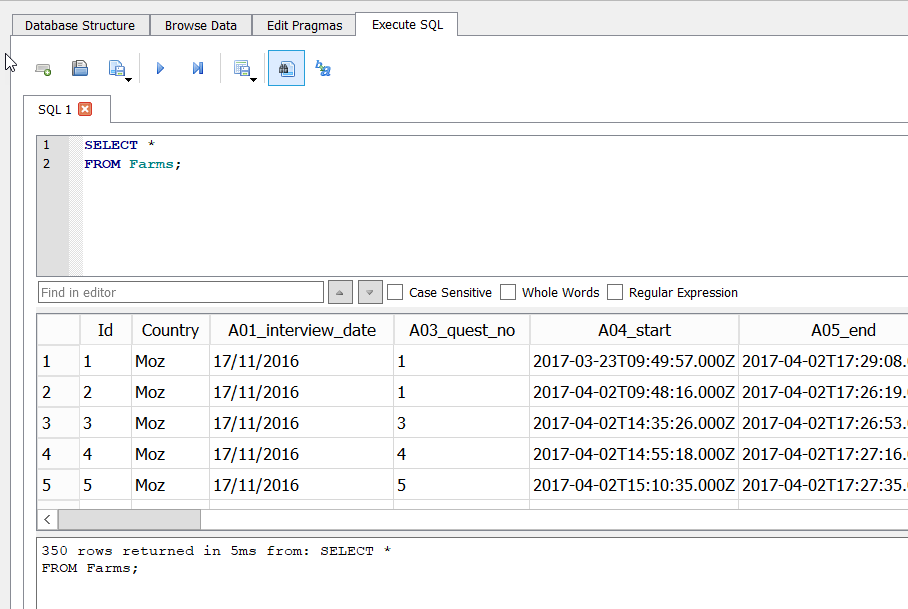 Database Structure Browse Data Edit Pragmas Execute SQL
SQL 1
1 SELECT *
2 FROM Farms;
Find in editor Case Sensitive Whole Words Regular Expression
Id Country A01_interview_date A03_quest_no A04_start A05_end
1 1 Moz 17/11/2016 1 2017-03-23T09:49:57.000Z 2017-04-02T17:29:08.
2 2 Moz 17/11/2016 1 2017-04-02T09:48:16.000Z 2017-04-02T17:26:19.
3 3 Moz 17/11/2016 3 2017-04-02T14:35:26.000Z 2017-04-02T17:26:53.
4 4 Moz 17/11/2016 4 2017-04-02T14:55:18.000Z 2017-04-02T17:27:16.
5 5 Moz 17/11/2016 5 2017-04-02T15:10:35.000Z 2017-04-02T17:27:35.
350 rows returned in 5ms from: SELECT *
FROM Farms;